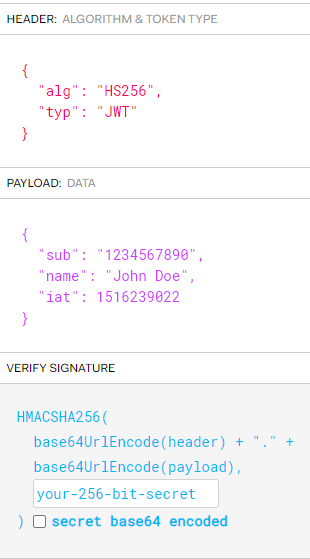 HEADER: ALGORITHM & TOKEN TYPE
{
"alg": "HS256",
"typ": "JWT"
}
PAYLOAD: DATA
{
"sub": "1234567890",
"name": "John Doe",
"iat": 1516239022
}
VERIFY SIGNATURE
HMACSHA256(
base64UrlEncode(header) + "." +
base64UrlEncode(payload),
your-256-bit-secret
) secret base64 encoded